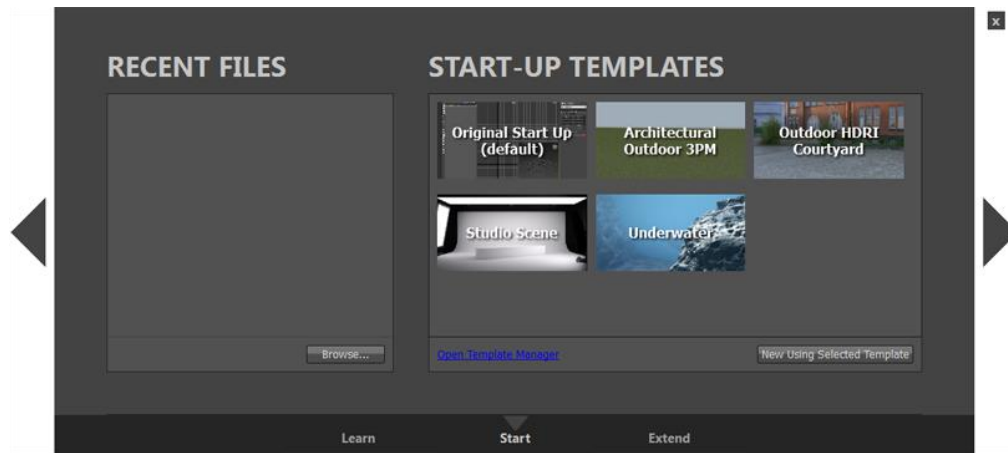 x
RECENT FILES
START-UP TEMPLATES
Original Start Up
(default)
Architectural
Outdoor 3PM
Outdoor HDRI
Courtyard
Studio Scene
Underwater
Browse...
Open Template Manager
New Using Selected Template
Learn
Start
Extend